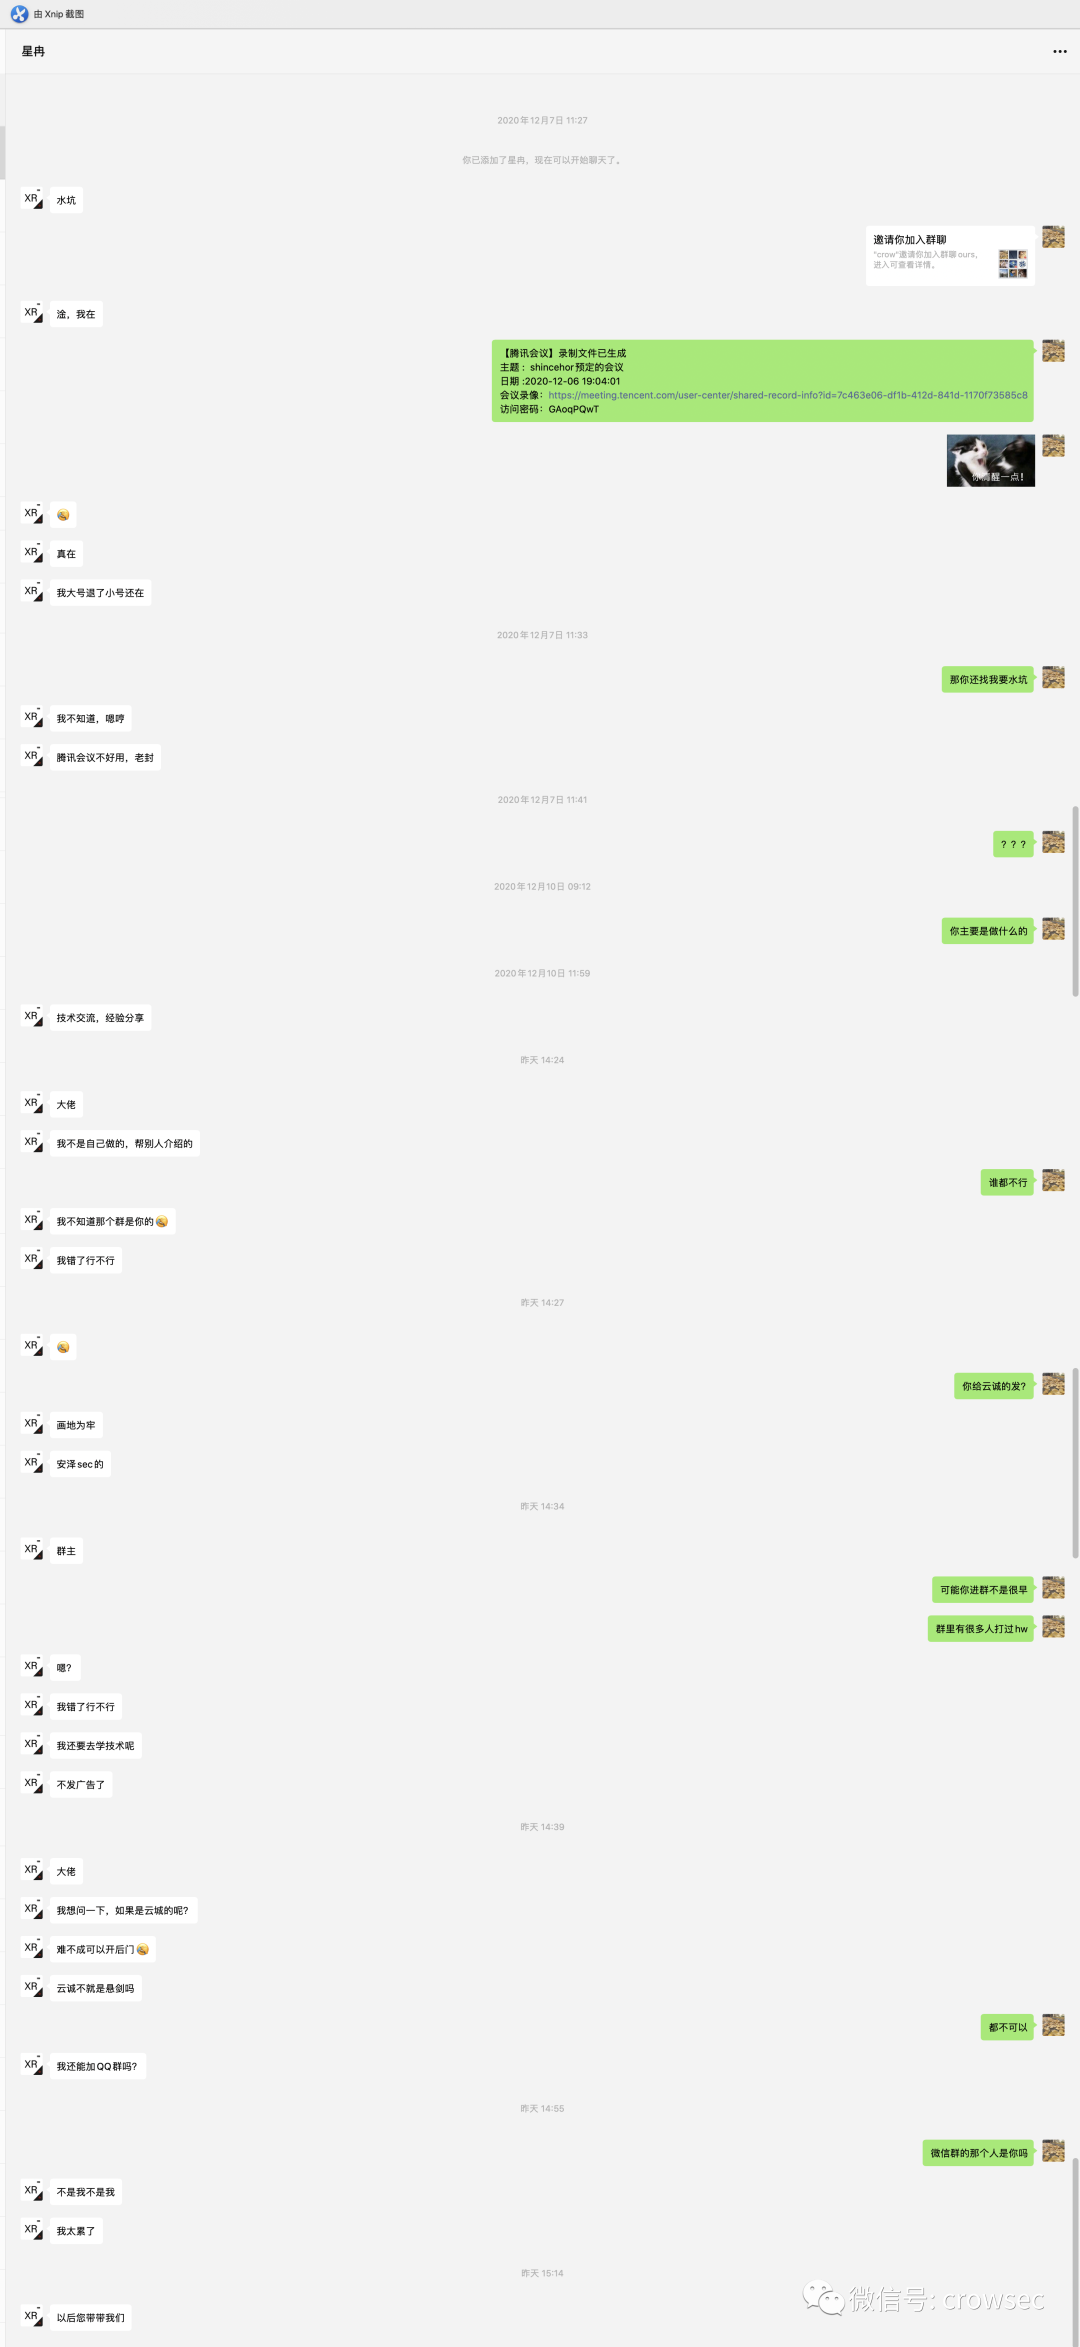 由 Xnip 截图
星冉
2020年12月7日 11:27
你已添加了星冉，现在可以开始聊天了。
XR
水坑
邀请你加入群聊
"crow"邀请你加入群聊ours，
进入可查看详情。
XR
淦，我在
【腾讯会议】录制文件已生成
主题：shincehor预定的会议
日期:2020-12-06 19:04:01
会议录像：https://meeting.tencent.com/user-center/shared-record-info?id=7c463e06-df1b-412d-841d-1170f73585c8
访问密码：GAoqPQwT
你清醒一点！
XR
XR
真在
XR
我大号退了小号还在
2020年12月7日 11:33
那你还找我要水坑
XR
我不知道，嗯哼
XR
腾讯会议不好用，老封
2020年12月7日 11:41
？？？
2020年12月10日 09:12
你主要是做什么的
2020年12月10日 11:59
XR
技术交流，经验分享
昨天 14:24
XR
大佬
XR
我不是自己做的，帮别人介绍的
谁都不行
XR
我不知道那个群是你的
XR
我错了行不行
昨天 14:27
XR
你给云诚的发？
XR
画地为牢
XR
安泽sec的
昨天 14:34
XR
群主
可能你进群不是很早
群里有很多人打过hw
XR
嗯？
XR
我错了行不行
XR
我还要去学技术呢
XR
不发广告了
昨天 14:39
XR
大佬
XR
我想问一下，如果是云城的呢？
XR
难不成可以开后门
XR
云诚不就是悬剑吗
都不可以
XR
我还能加QQ群吗？
昨天 14:55
微信群的那个人是你吗
XR
不是我不是我
XR
我太累了
昨天 15:14
XR
以后您带带我们
微信号: crowsec